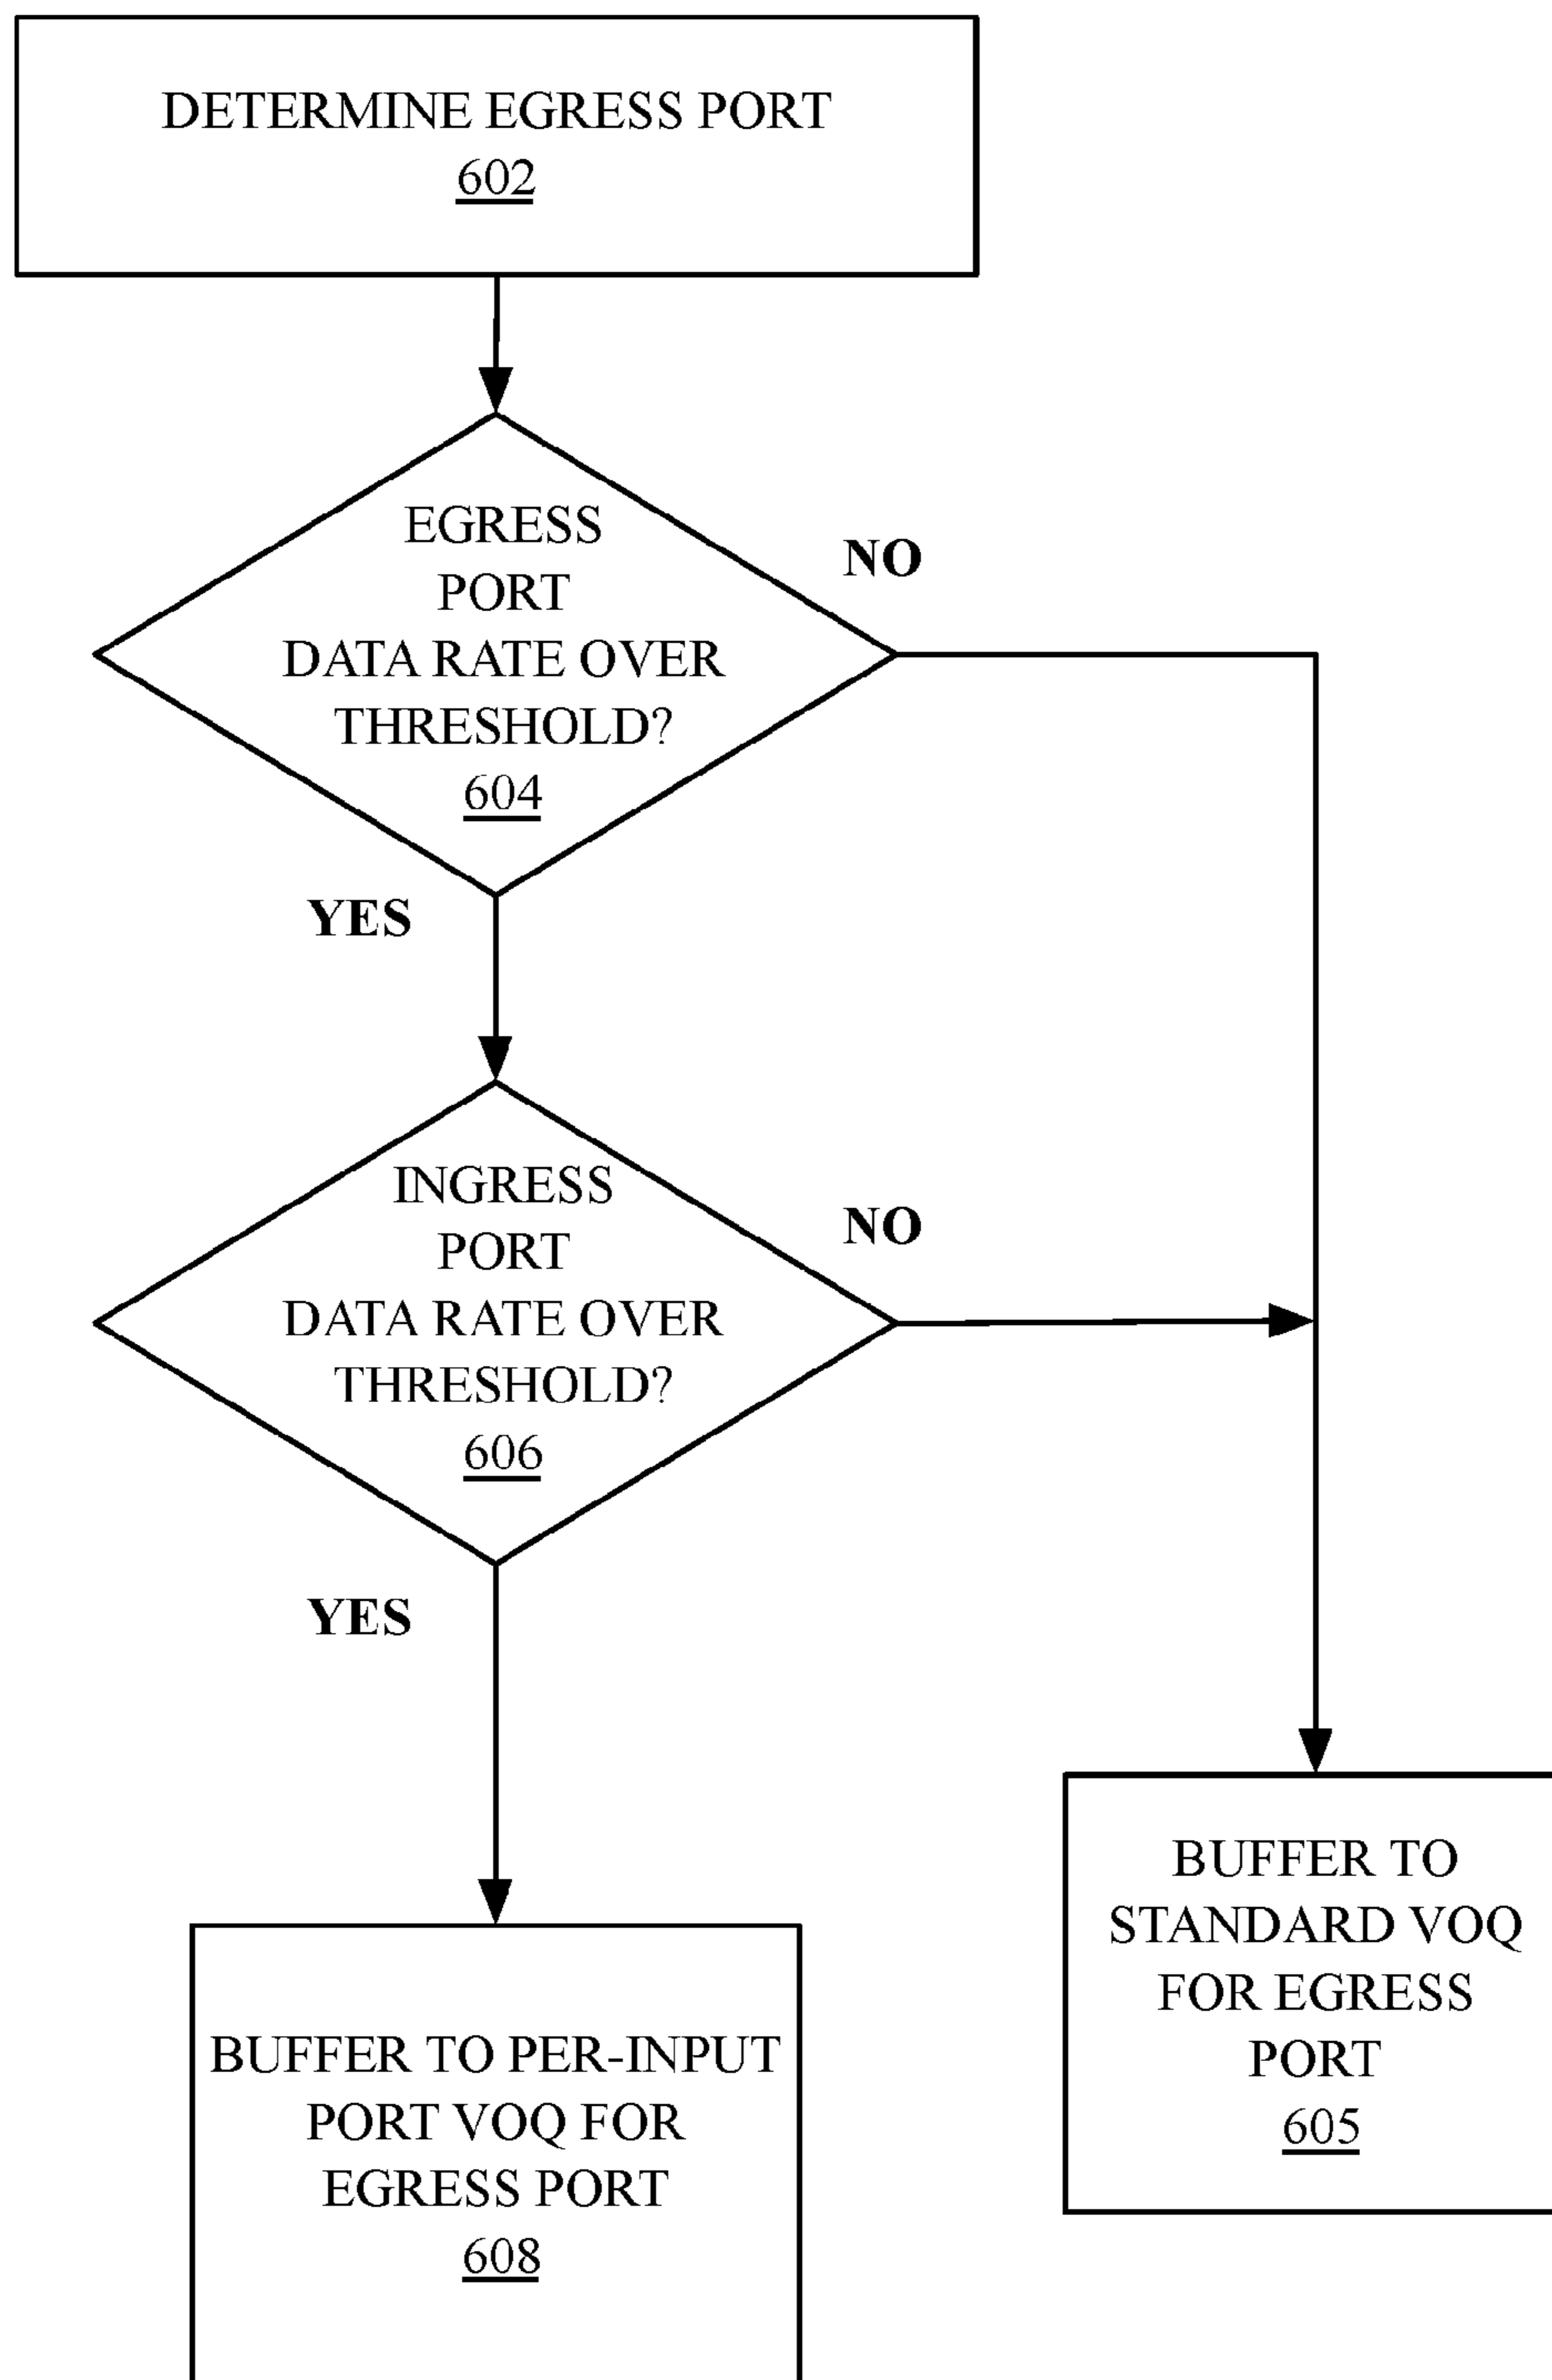 DETERMINE EGRESS PORT
602
EGRESS
PORT
DATA RATE OVER
THRESHOLD?
604
NO
YES
INGRESS
PORT
DATA RATE OVER
THRESHOLD?
606
NO
YES
BUFFER TO
STANDARD VOQ
FOR EGRESS
PORT
605
BUFFER TO PER-INPUT
PORT VOQ FOR
EGRESS PORT
608